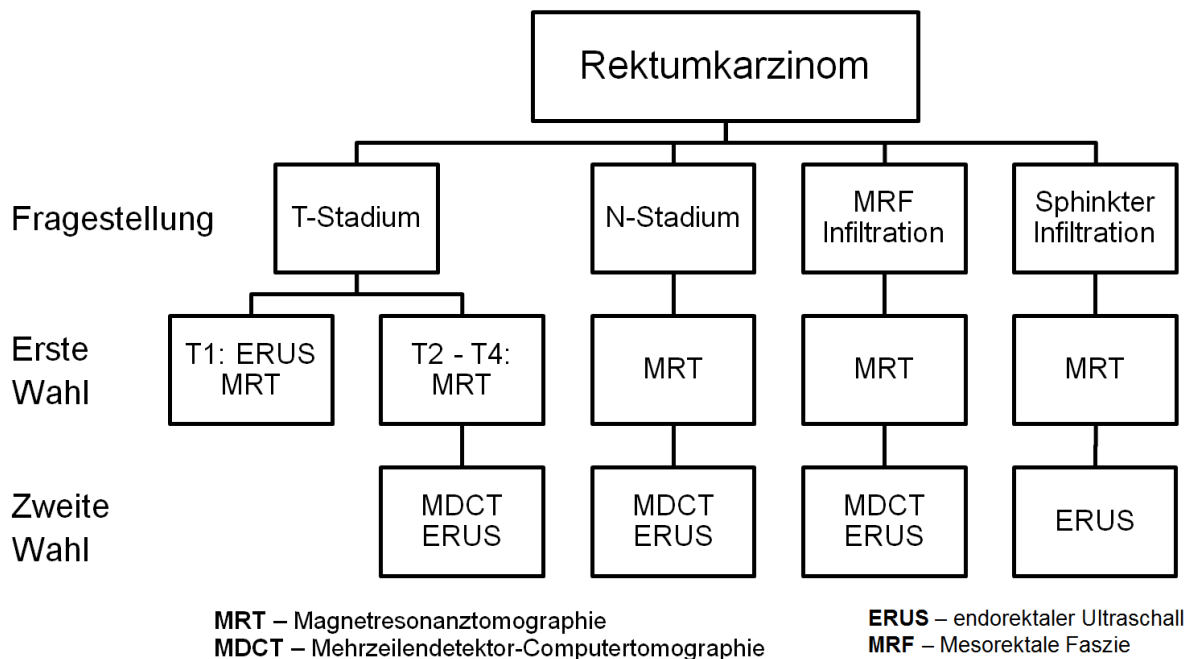 Rektumkarzinom
Fragestellung
T-Stadium
N-Stadium
MRF
Infiltration
Sphinkter
Infiltration
Erste
Wahl
T1: ERUS
MRT
T2 - T4:
MRT
MRT
MRT
MRT
Zweite
Wahl
MDCT
ERUS
MDCT
ERUS
MDCT
ERUS
ERUS
MRT – Magnetresonanztomographie
MDCT – Mehrzeilendetektor-Computertomographie
ERUS – endorektaler Ultraschall
MRF – Mesorektale Faszie